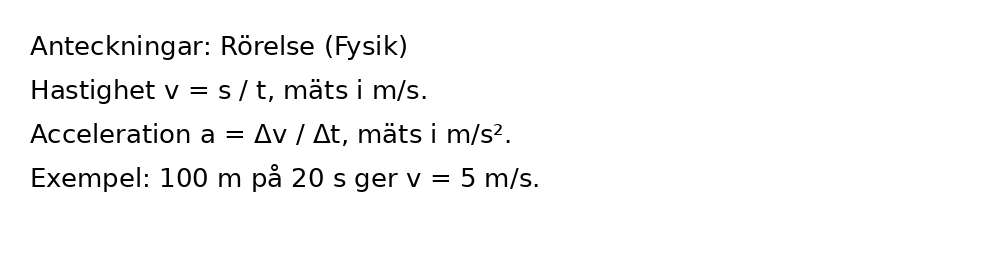 Anteckningar: Rörelse (Fysik)
Hastighet v = s / t, mäts i m/s.
Acceleration a = Δv / Δt, mäts i m/s².
Exempel: 100 m på 20 s ger v = 5 m/s.